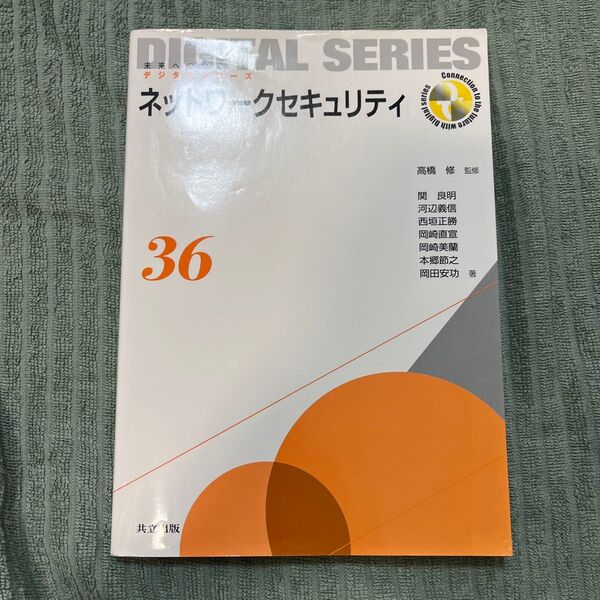 DIGITAL SERIES
未来へつなぐ
デジタルシリーズ
ネットワークセキュリティ
Connection to the future with Digital series
高橋 修 監修
関 良明
河辺義信
西垣正勝
岡崎直宣
岡崎美蘭
本郷節之
岡田安功 著
36
共立出版